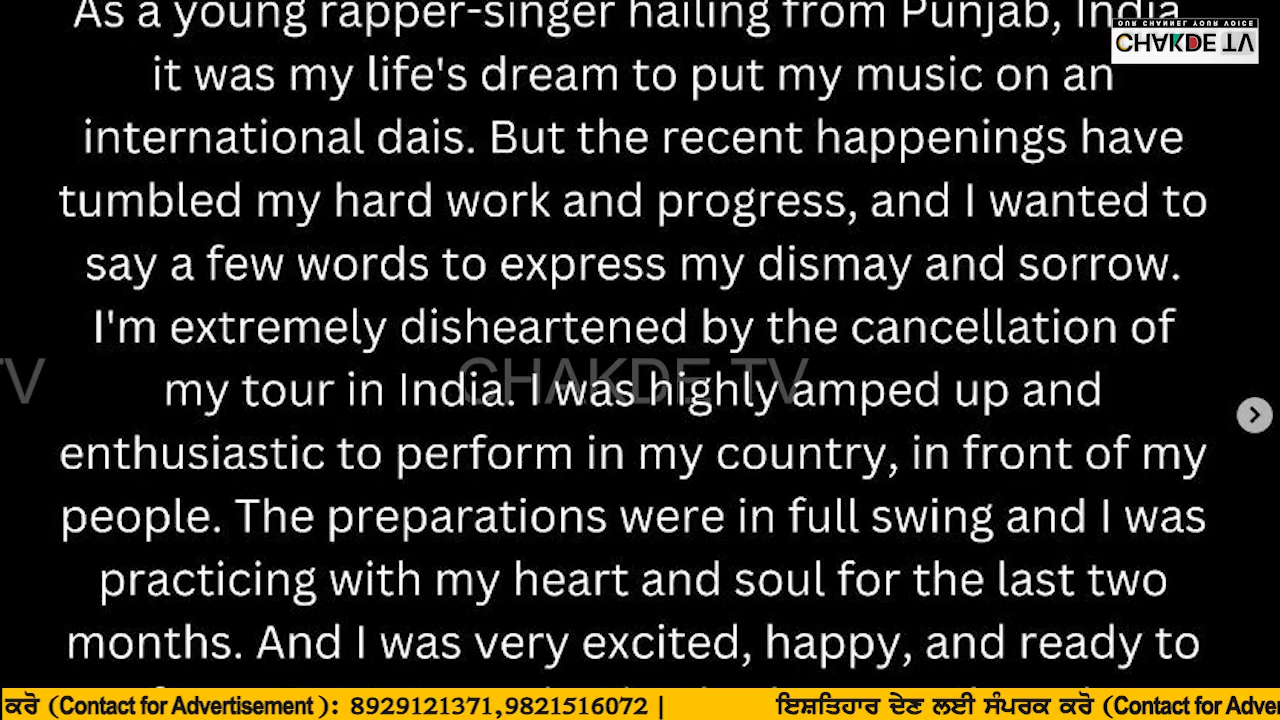 As a young rapper-singer hailing from Punjab, India,
OUR CHANNEL YOUR VOICE
CHAKDE TV
it was my life's dream to put my music on an
international dais. But the recent happenings have
tumbled my hard work and progress, and I wanted to
say a few words to express my dismay and sorrow.
I'm extremely disheartened by the cancellation of
TV CHAKDE TV
my tour in India. I was highly amped up and
enthusiastic to perform in my country, in front of my
people. The preparations were in full swing and I was
practicing with my heart and soul for the last two
months. And I was very excited, happy, and ready to
ਕਰੋ (Contact for Advertisement ): 8929121371,9821516072 | ਇਸ਼ਤਿਹਾਰ ਦੇਣ ਲਈ ਸੰਪਰਕ ਕਰੋ (Contact for Adver